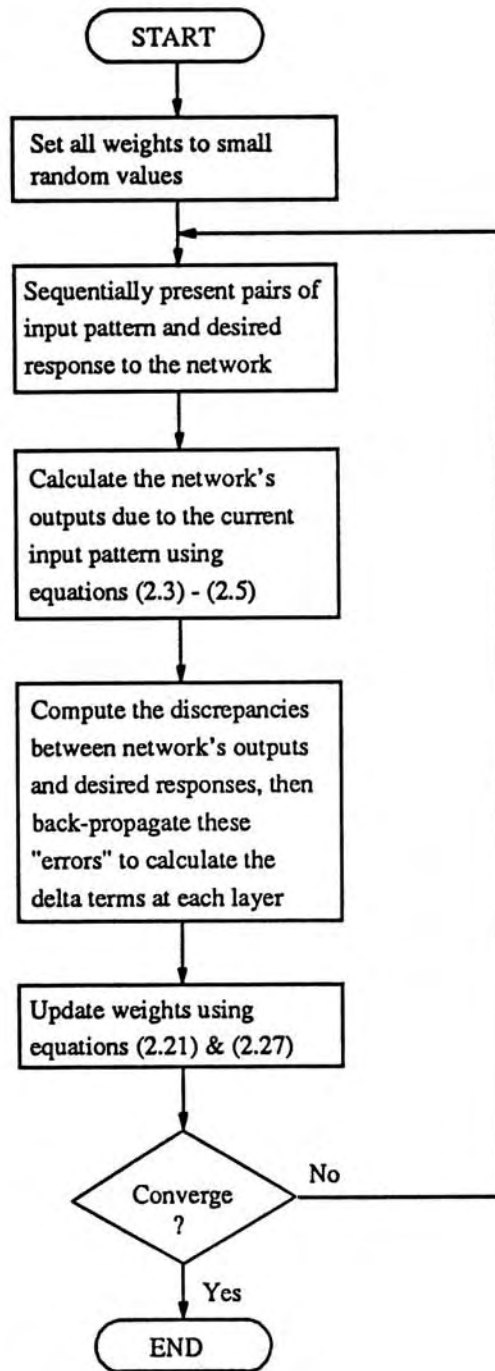 START
Set all weights to small
random values
Sequentially present pairs of
input pattern and desired
response to the network
Calculate the network's
outputs due to the current
input pattern using
equations (2.3) - (2.5)
Compute the discrepancies
between network's outputs
and desired responses, then
back-propagate these
"errors" to calculate the
delta terms at each layer
Update weights using
equations (2.21) & (2.27)
Converge
?
No
Yes
END